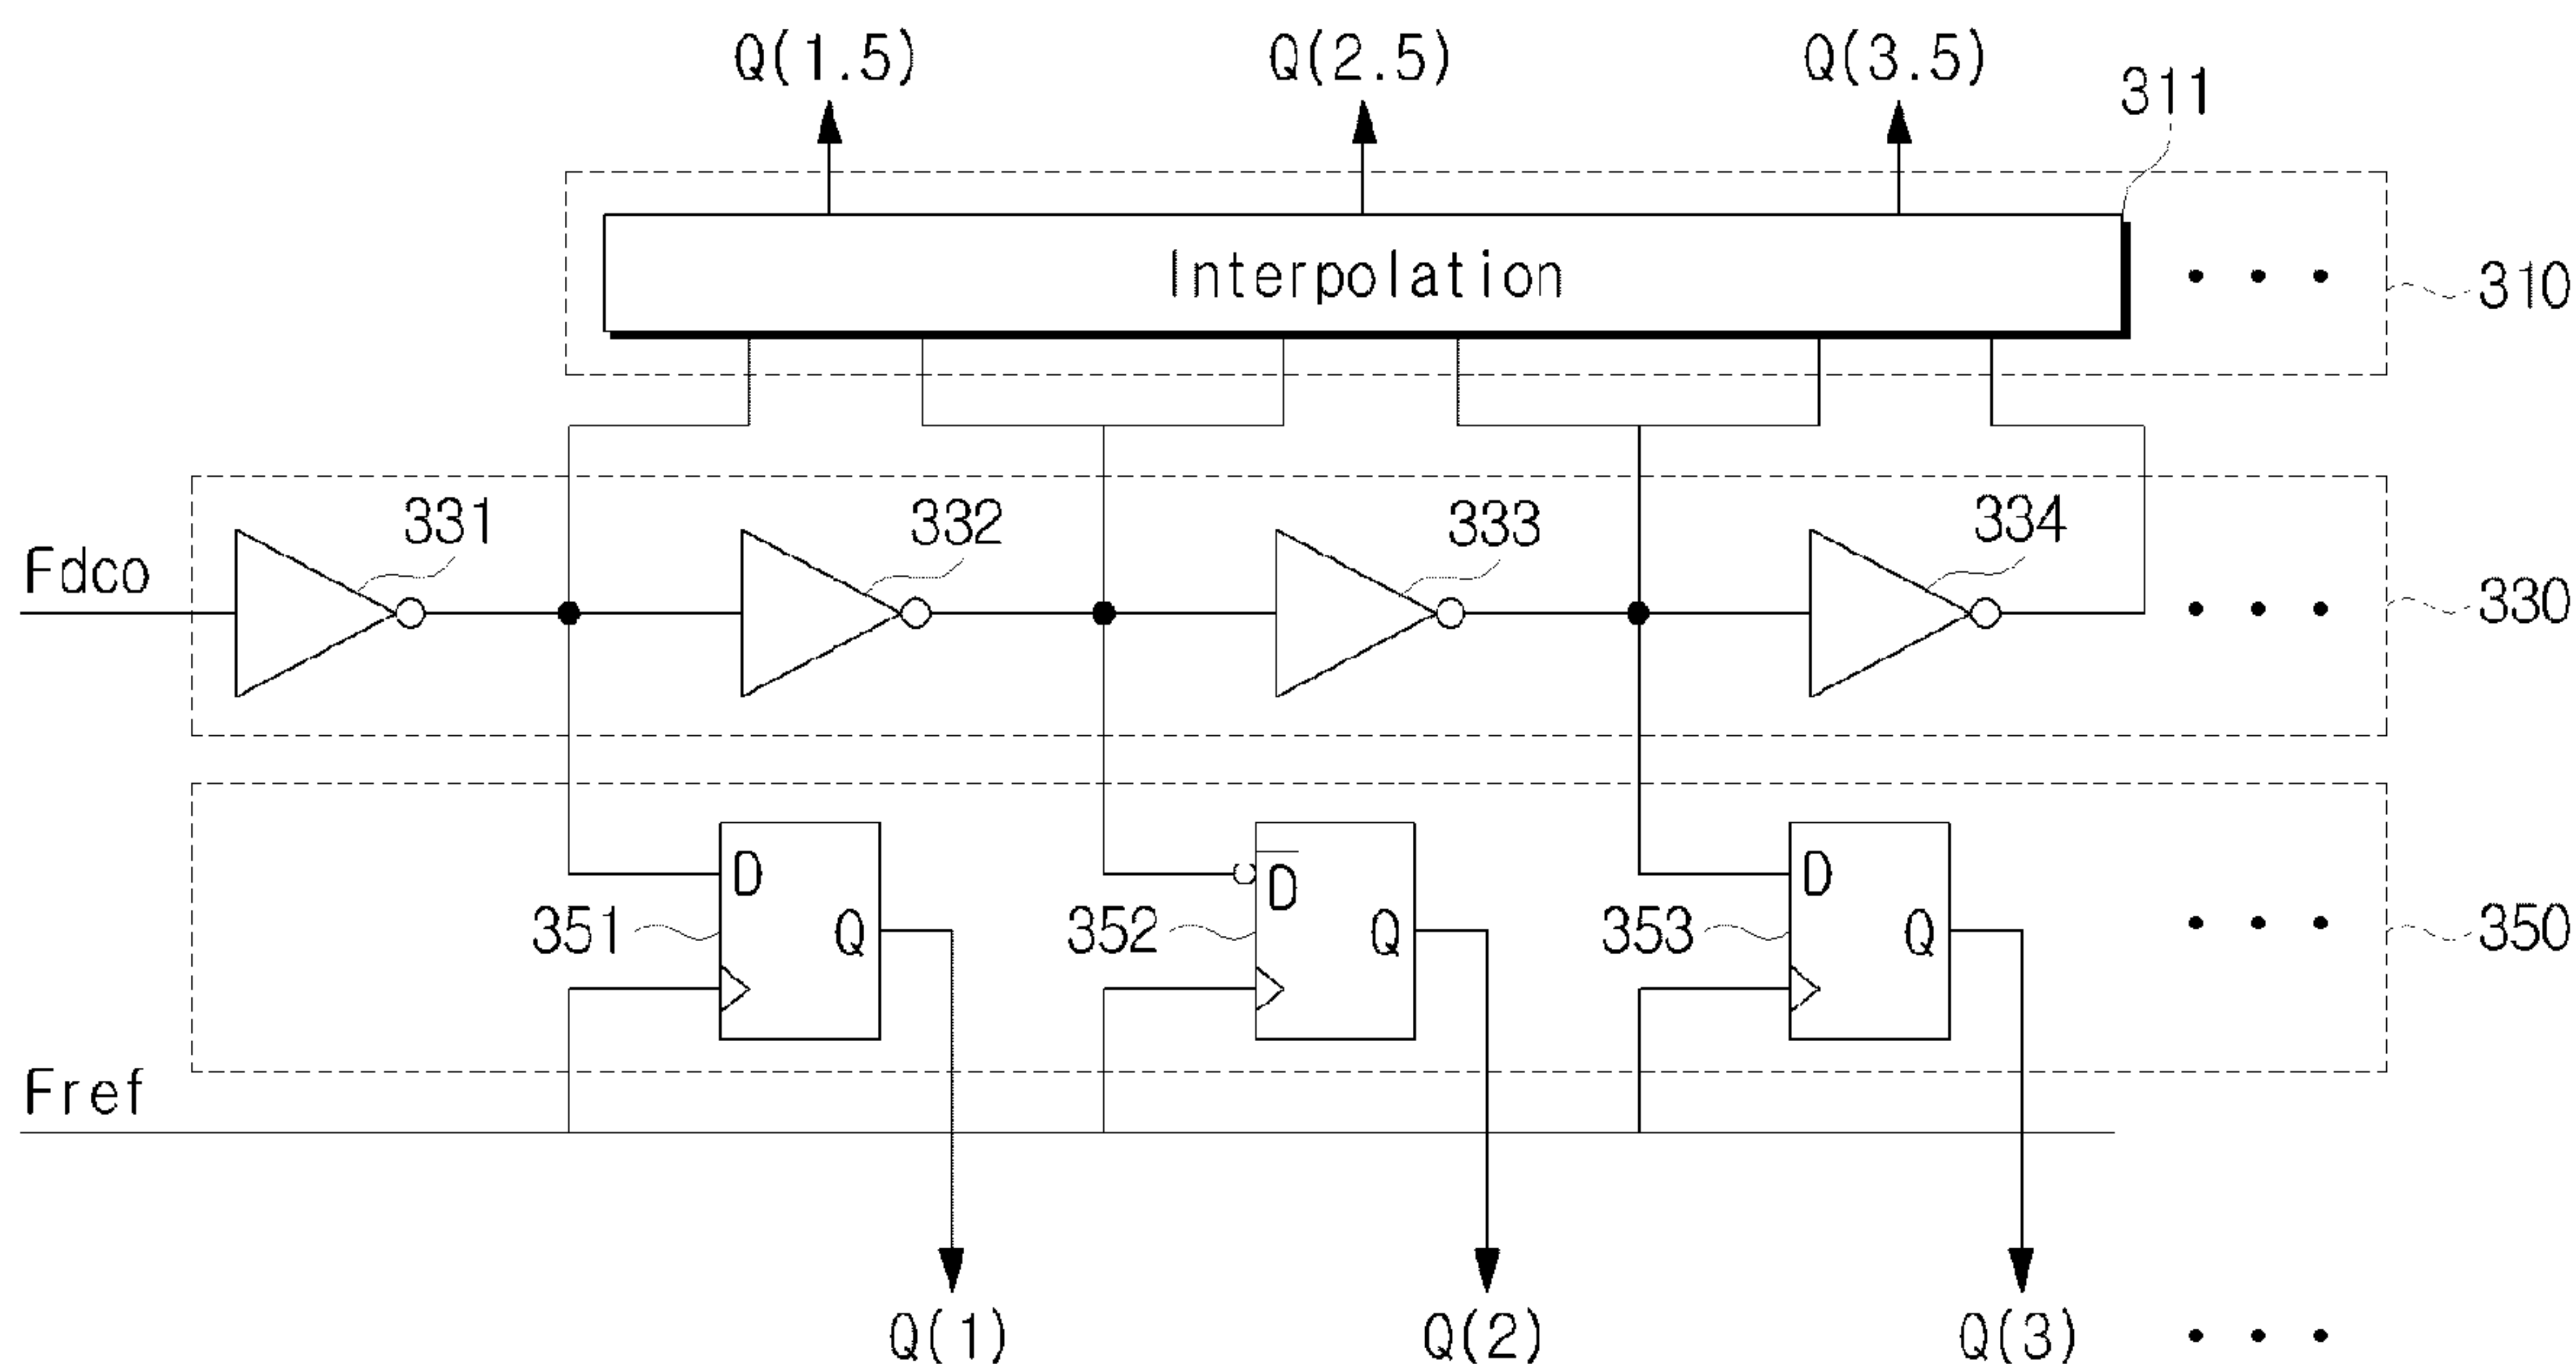 Q(1.5) Q(2.5) Q(3.5)
311
Interpolation
310
331 332 333 334
Fdco
330
D D D
351 Q 352 Q 353 Q
350
Fref
Q(1) Q(2) Q(3)